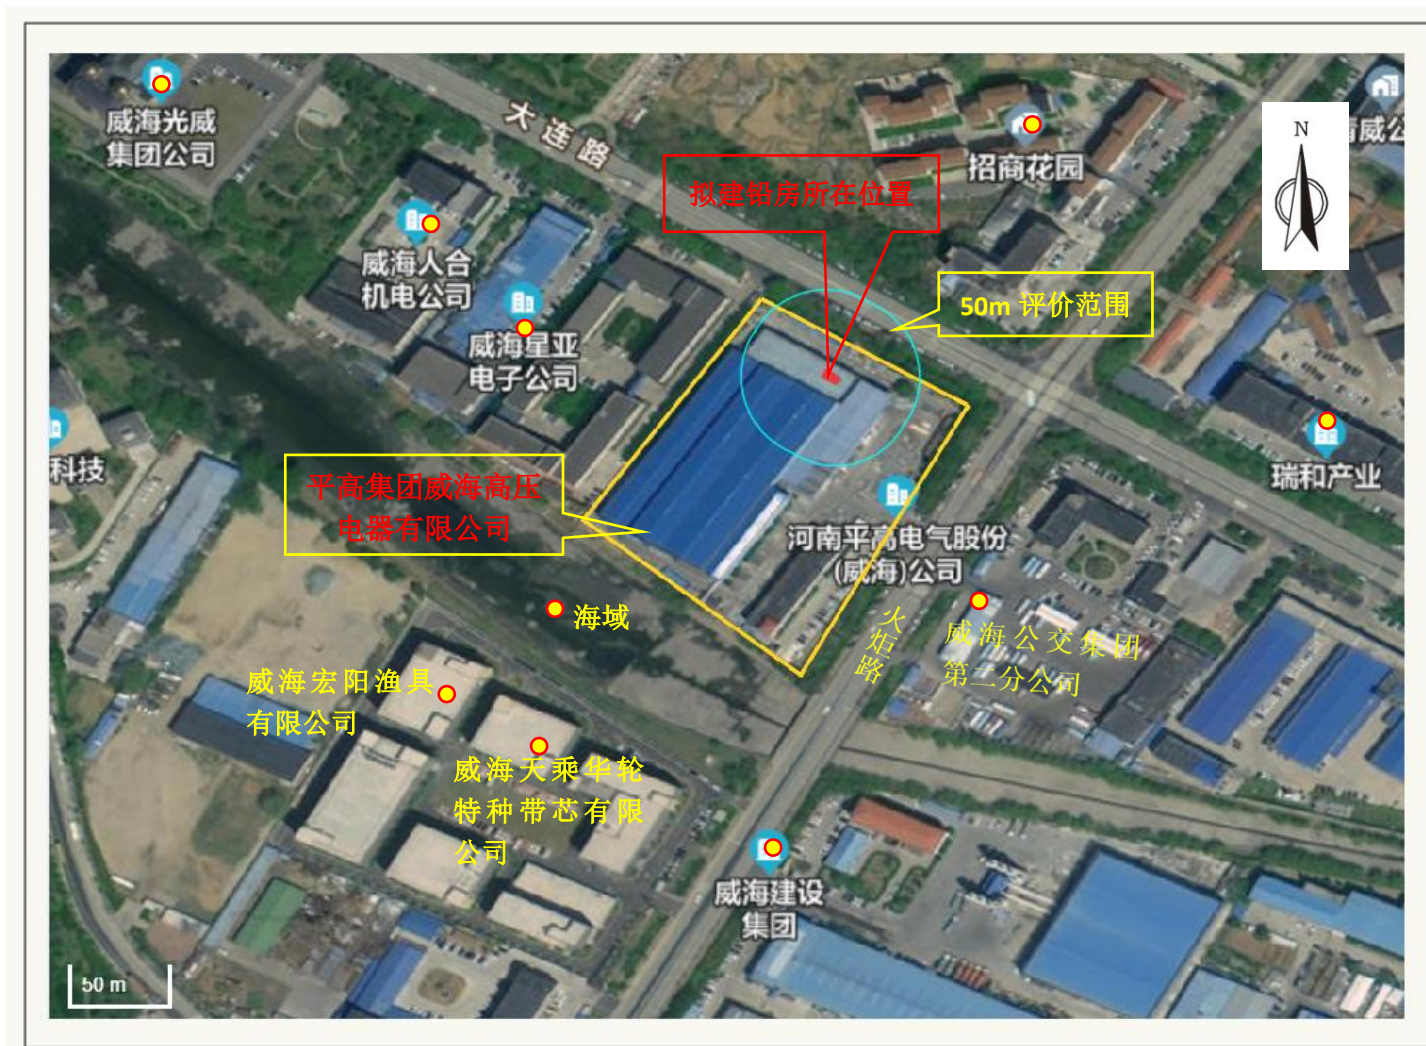 威海光威
集团公司
大连路
招商花园
N
拟建铅房所在位置
威海人合
机电公司
50m 评价范围
威海星亚
电子公司
科技
瑞和产业
平高集团威海高压
电器有限公司
河南平高电气股份
(威海)公司
海域
火炬路
威海公交集团
第二分公司
威海宏阳渔具
有限公司
威海天乘华轮
特种带芯有限
公司
威海建设
集团
50 m